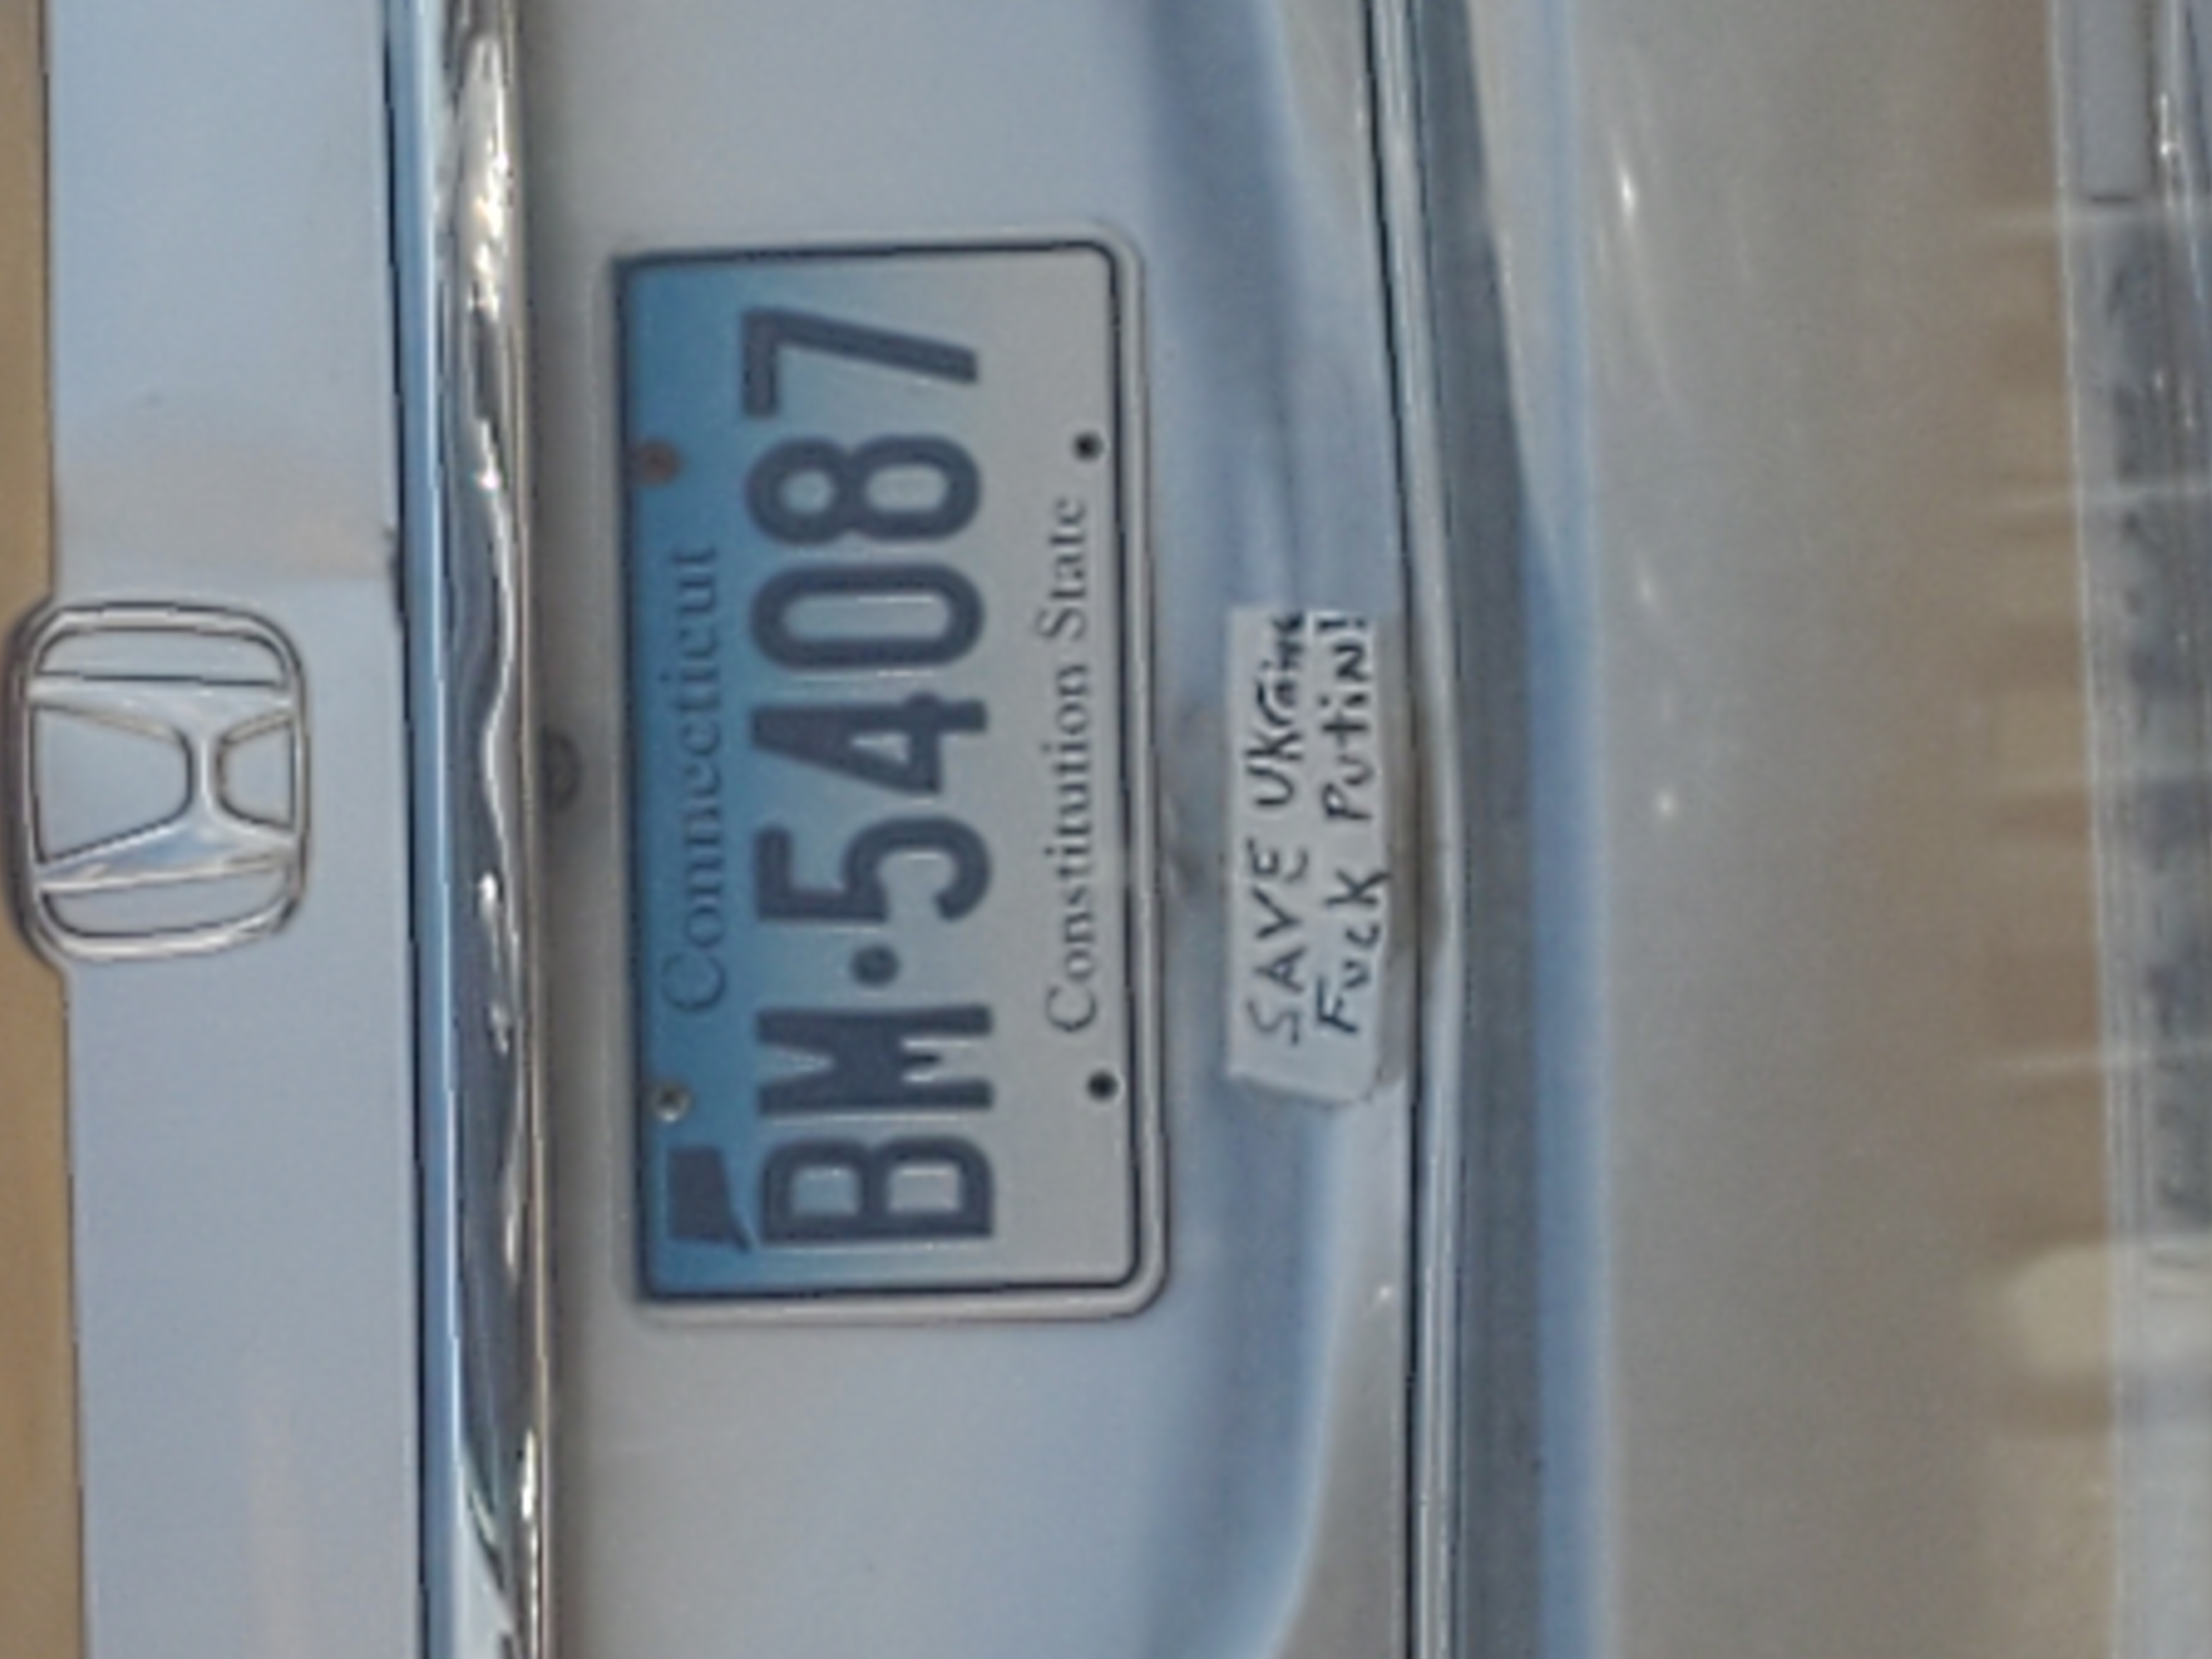 Connecticut
BM·54087
Constitution State
SAVE UKraine
Fuck Putin!